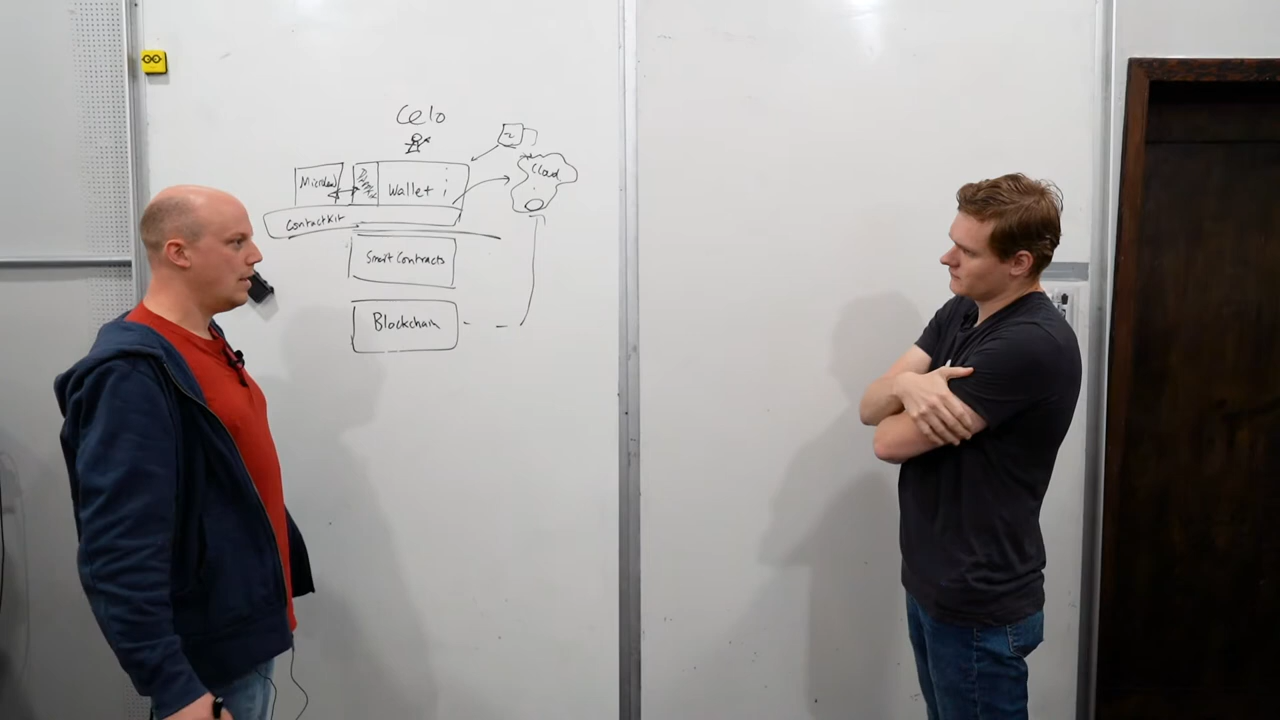 Celo
Cloud
Wallet
ContractKit
Smart Contracts
Blockchain